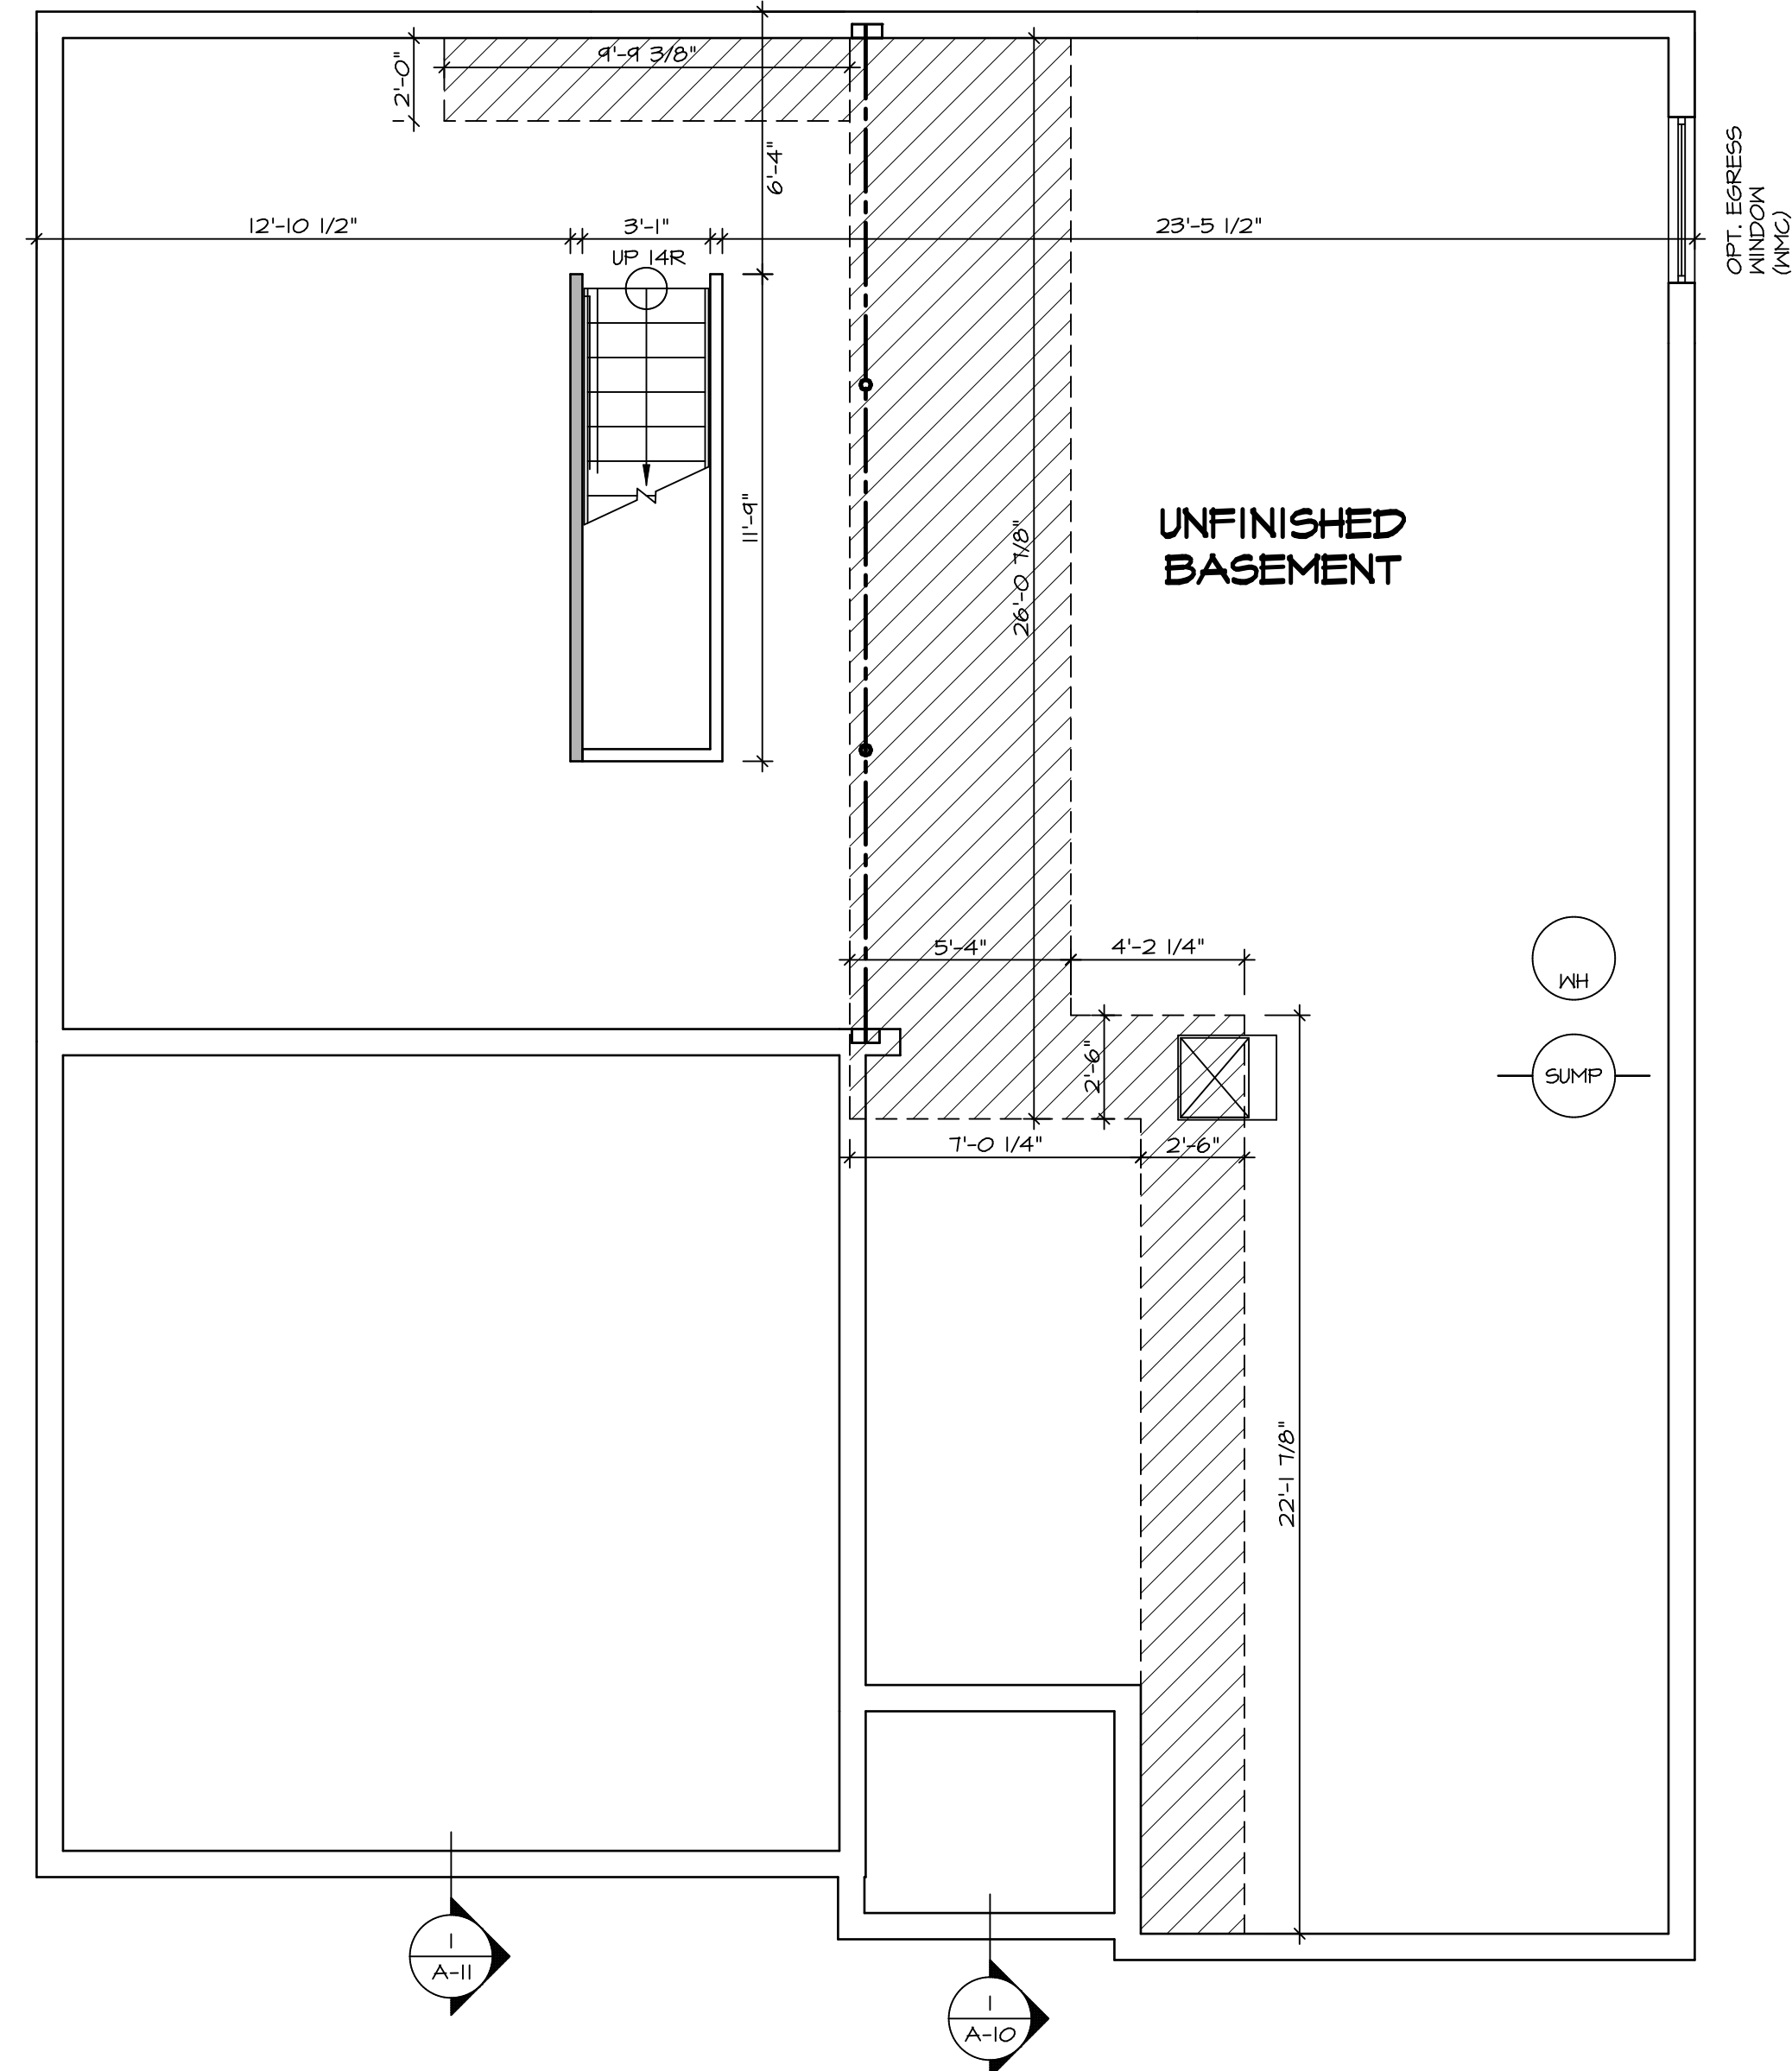 9'-9 3/8"
2'-0"
6'-4"
OPT. EGRESS
WINDOW
(WMC)
12'-10 1/2"
3'-1"
23'-5 1/2"
UP 14R
11'-9"
26'-0 7/8"
UNFINISHED
BASEMENT
5'-4"
4'-2 1/4"
WH
2'-6"
SUMP
7'-0 1/4"
2'-6"
22'-1 7/8"
1
A-11
1
A-10